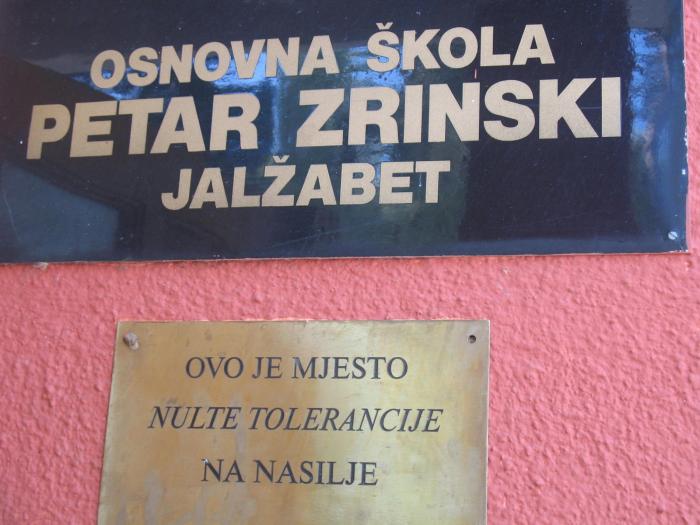 OSNOVNA ŠKOLA
PETAR ZRINSKI
JALŽABET
OVO JE MJESTO
NULTE TOLERANCIJE
NA NASILJE